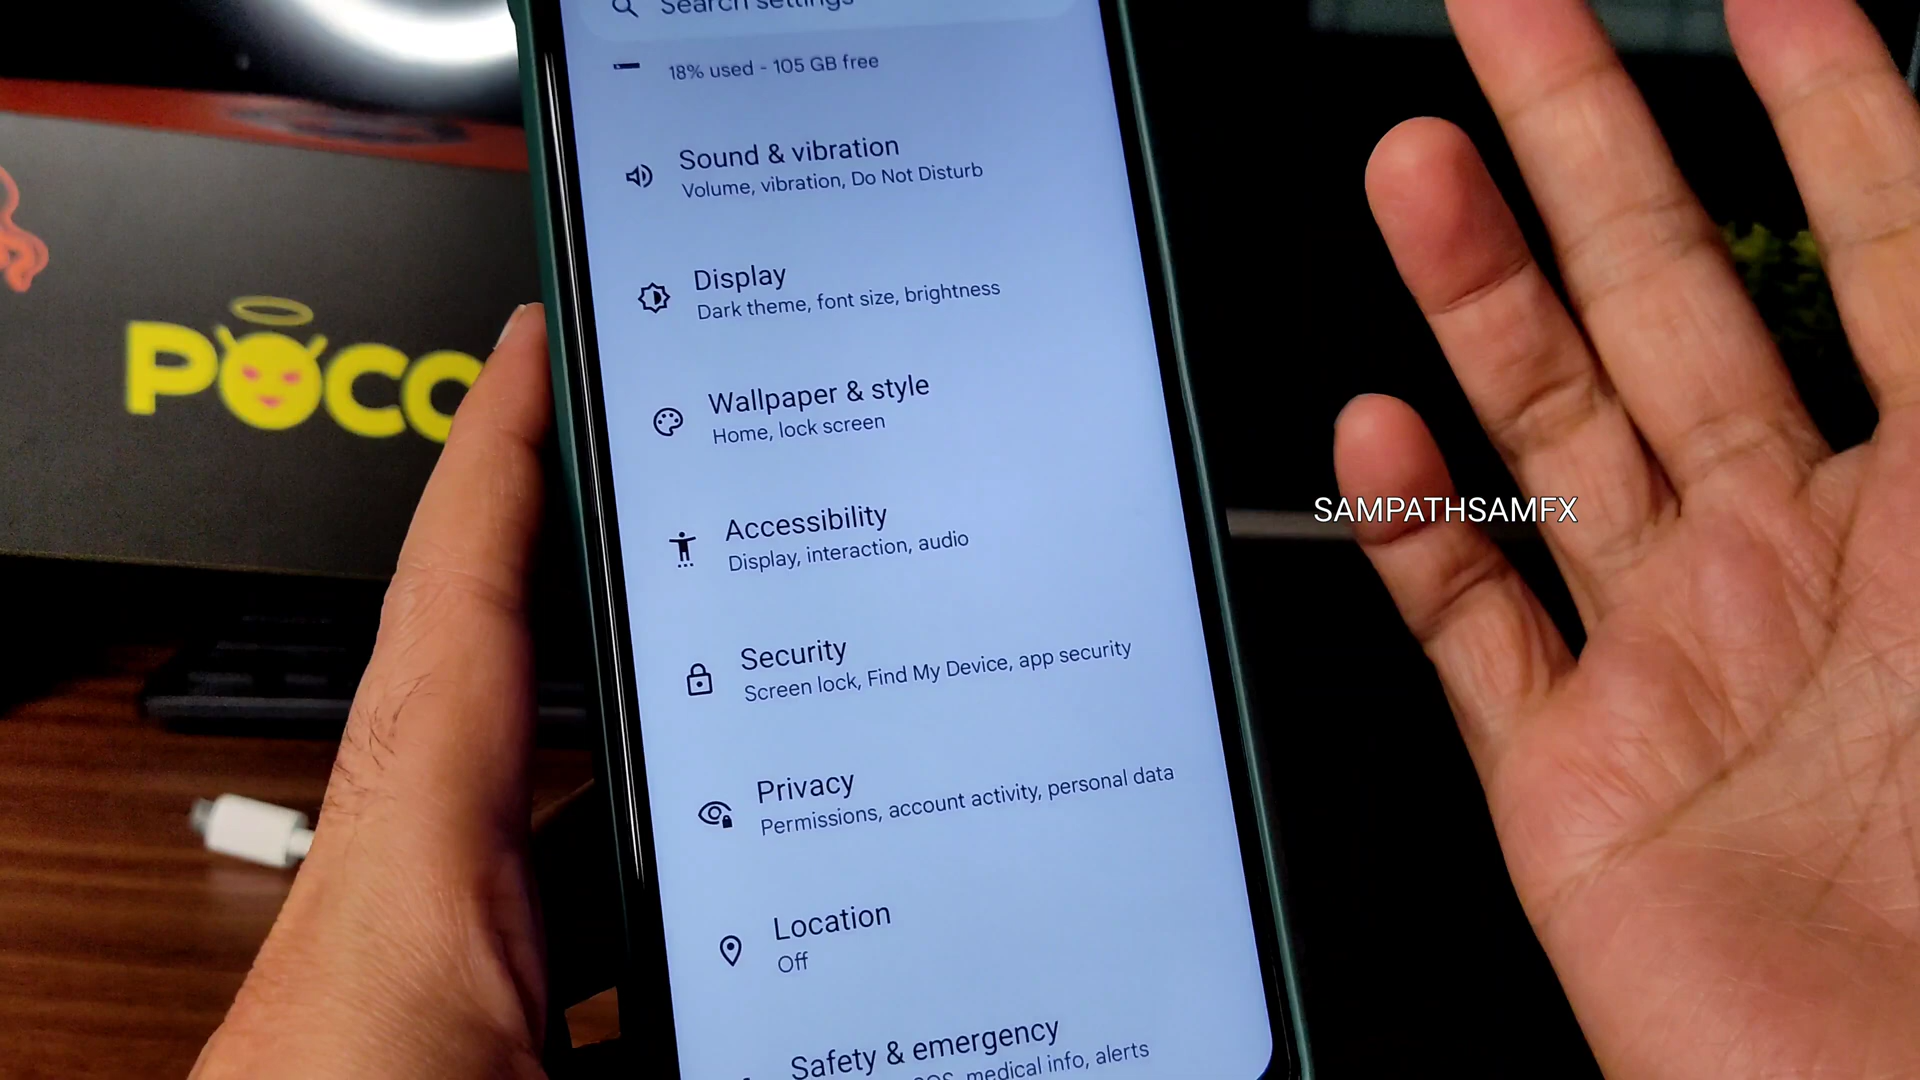 Search settings
18% used - 105 GB free
Sound & vibration
Volume, vibration, Do Not Disturb
Display
Dark theme, font size, brightness
Wallpaper & style
Home, lock screen
Accessibility
Display, interaction, audio
Security
Screen lock, Find My Device, app security
Privacy
Permissions, account activity, personal data
Location
Off
Safety & emergency
medical info, alerts
POCO
SAMPATHSAMFX